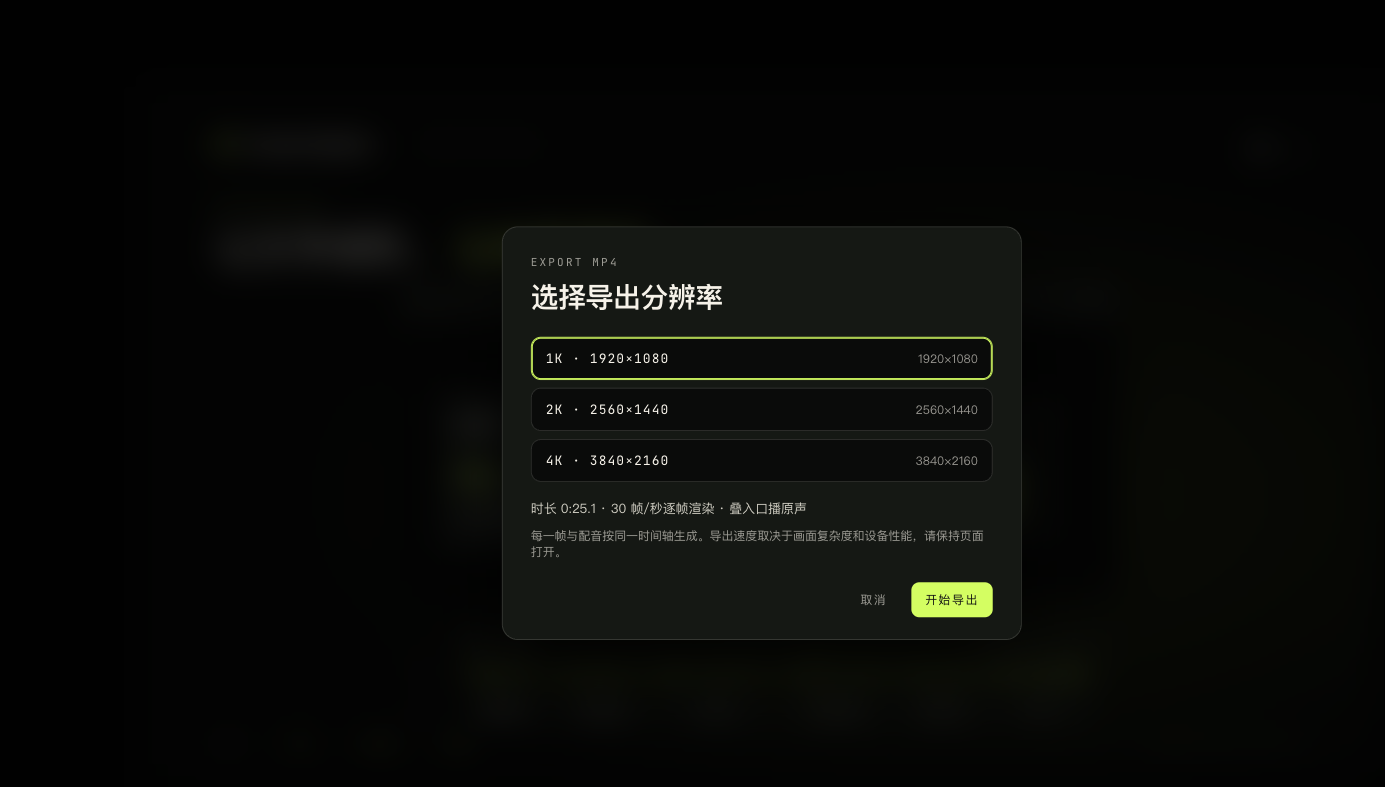 EXPORT MP4
选择导出分辨率
1K · 1920×1080 1920×1080
2K · 2560×1440 2560×1440
4K · 3840×2160 3840×2160
时长 0:25.1 · 30 帧/秒逐帧渲染 · 叠入口播原声
每一帧与配音按同一时间轴生成。导出速度取决于画面复杂度和设备性能，请保持页面
打开。
取消 开始导出